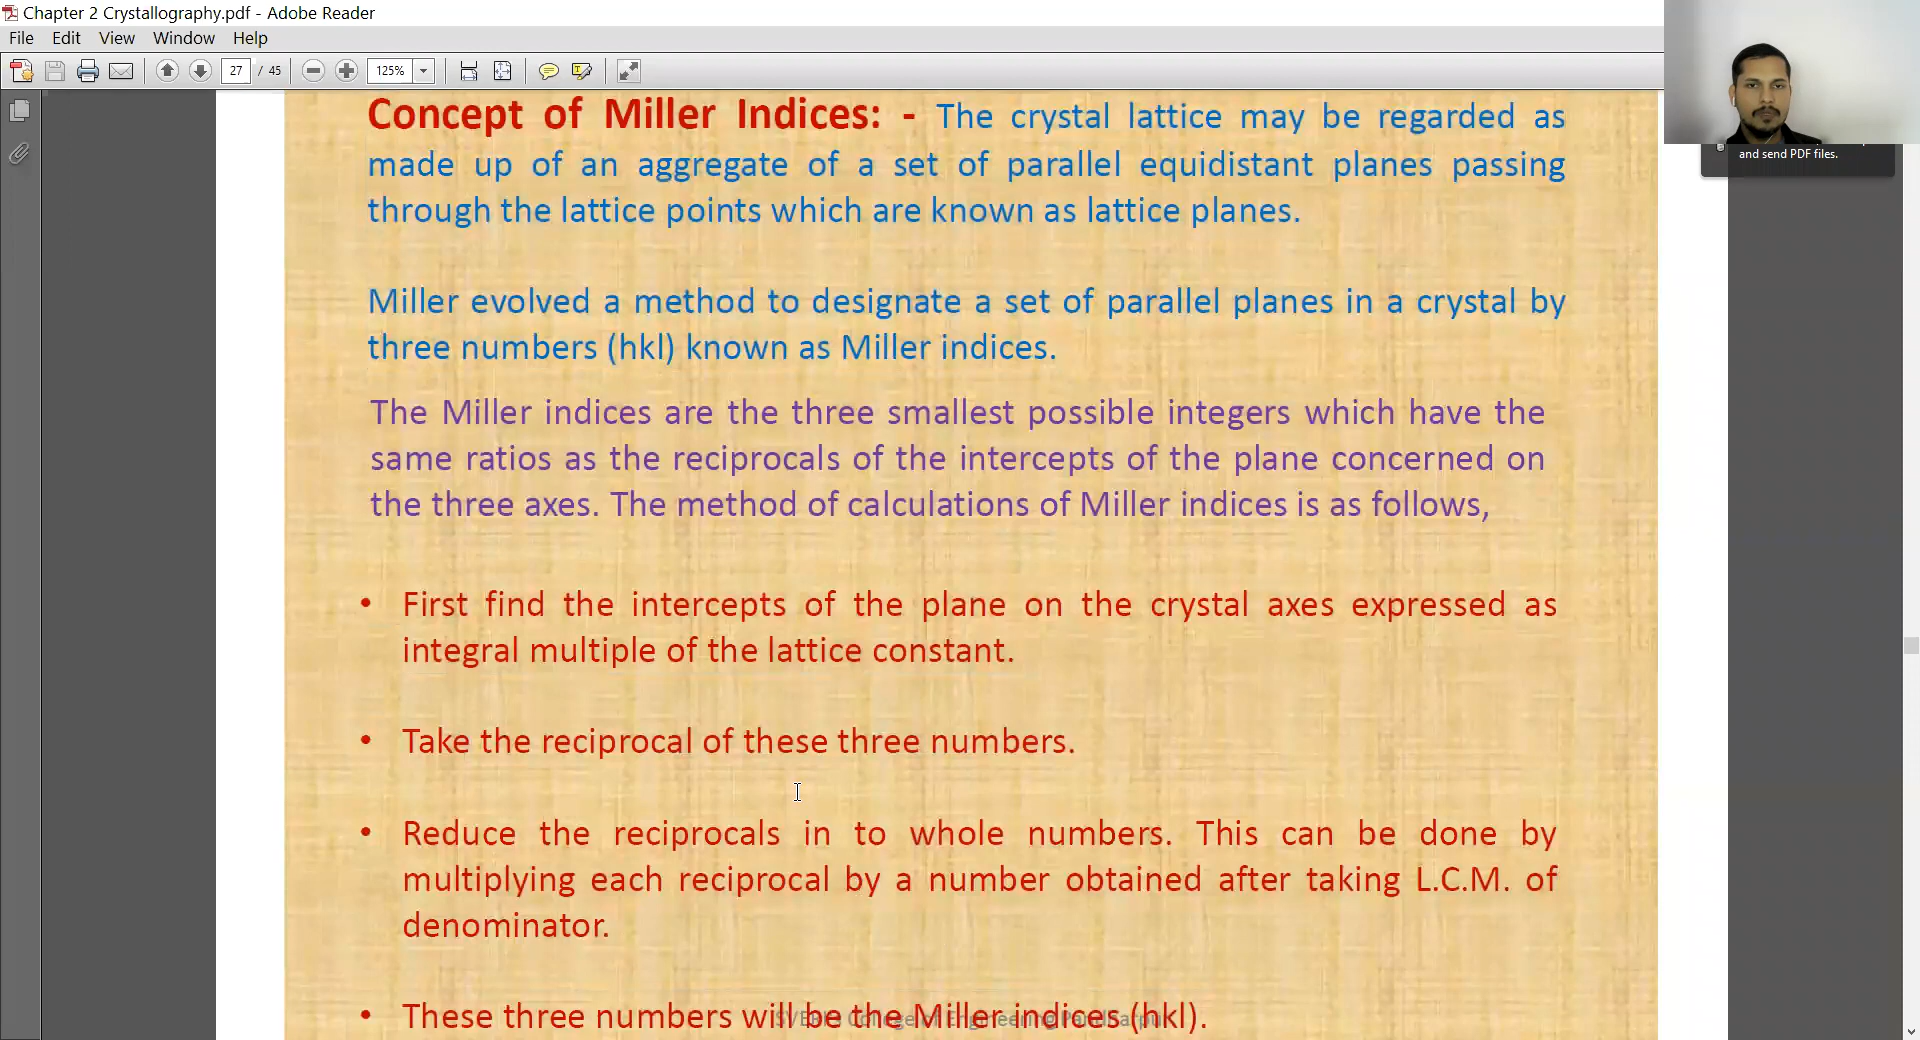 Chapter 2 Crystallography.pdf - Adobe Reader
File Edit View Window Help
27 / 45 125%
and send PDF files.
Concept of Miller Indices: - The crystal lattice may be regarded as
made up of an aggregate of a set of parallel equidistant planes passing
through the lattice points which are known as lattice planes.
Miller evolved a method to designate a set of parallel planes in a crystal by
three numbers (hkl) known as Miller indices.
The Miller indices are the three smallest possible integers which have the
same ratios as the reciprocals of the intercepts of the plane concerned on
the three axes. The method of calculations of Miller indices is as follows,
• First find the intercepts of the plane on the crystal axes expressed as
integral multiple of the lattice constant.
• Take the reciprocal of these three numbers.
• Reduce the reciprocals in to whole numbers. This can be done by
multiplying each reciprocal by a number obtained after taking L.C.M. of
denominator.
• These three numbers will be the Miller indices (hkl).
College of Engineering